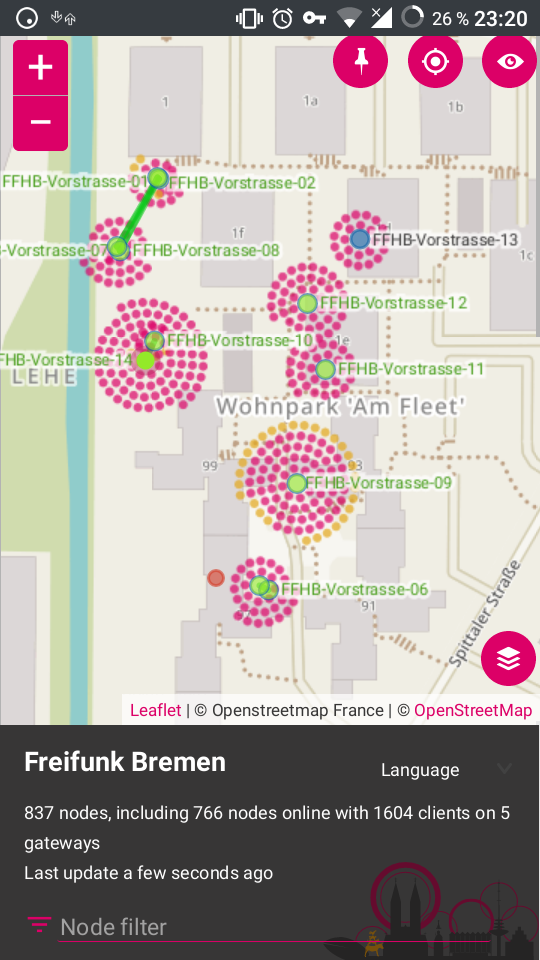 26 % 23:20
+
−
1
1a
1b
FFHB-Vorstrasse-01
FFHB-Vorstrasse-02
1f
FFHB-Vorstrasse-13
1c
-Vorstrasse-07
FFHB-Vorstrasse-08
FFHB-Vorstrasse-12
FFHB-Vorstrasse-10
1e
FFHB-Vorstrasse-14
FFHB-Vorstrasse-11
LEHE
Wohnpark 'Am Fleet'
99
93
FFHB-Vorstrasse-09
FFHB-Vorstrasse-06
91
Spittaler Straße
Leaflet | © Openstreetmap France | © OpenStreetMap
Freifunk Bremen
Language
837 nodes, including 766 nodes online with 1604 clients on 5
gateways
Last update a few seconds ago
Node filter